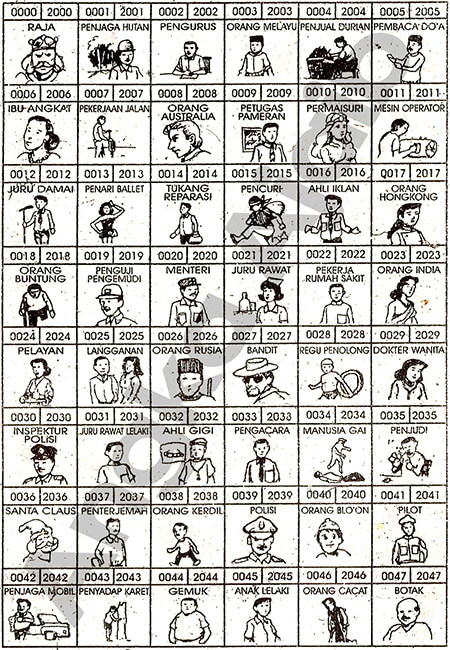 0000 2000 0001 2001 0002 2002 0003 2003 0004 2004 0005 2005
RAJA PENJAGA HUTAN PENGURUS ORANG MELAYU PENJUAL DURIAN PEMBACA DO'A
0006 2006 0007 2007 0008 2008 0009 2009 0010 2010 0011 2011
IBU ANGKAT PEKERJAAN JALAN ORANG AUSTRALIA PETUGAS PAMERAN PERMAISURI MESIN OPERATOR
0012 2012 0013 2013 0014 2014 0015 2015 0016 2016 0017 2017
JURU DAMAI PENARI BALLET TUKANG REPARASI PENCURI AHLI IKLAN ORANG HONGKONG
0018 2018 0019 2019 0020 2020 0021 2021 0022 2022 0023 2023
ORANG BUNTUNG PENGUJI PENGEMUDI MENTERI JURU RAWAT PEKERJA RUMAH SAKIT ORANG INDIA
0024 2024 0025 2025 0026 2026 0027 2027 0028 2028 0029 2029
PELAYAN LANGGANAN ORANG RUSIA BANDIT REGU PENOLONG DOKTER WANITA
0030 2030 0031 2031 0032 2032 0033 2033 0034 2034 0035 2035
INSPEKTUR POLISI JURU RAWAT LELAKI AHLI GIGI PENGACARA MANUSIA GAI PENJUDI
0036 2036 0037 2037 0038 2038 0039 2039 0040 2040 0041 2041
SANTA CLAUS PENTERJEMAH ORANG KERDIL POLISI ORANG BLO'ON PILOT
0042 2042 0043 2043 0044 2044 0045 2045 0046 2046 0047 2047
PENJAGA MOBIL PENYADAP KARET GEMUK ANAK LELAKI ORANG CACAT BOTAK